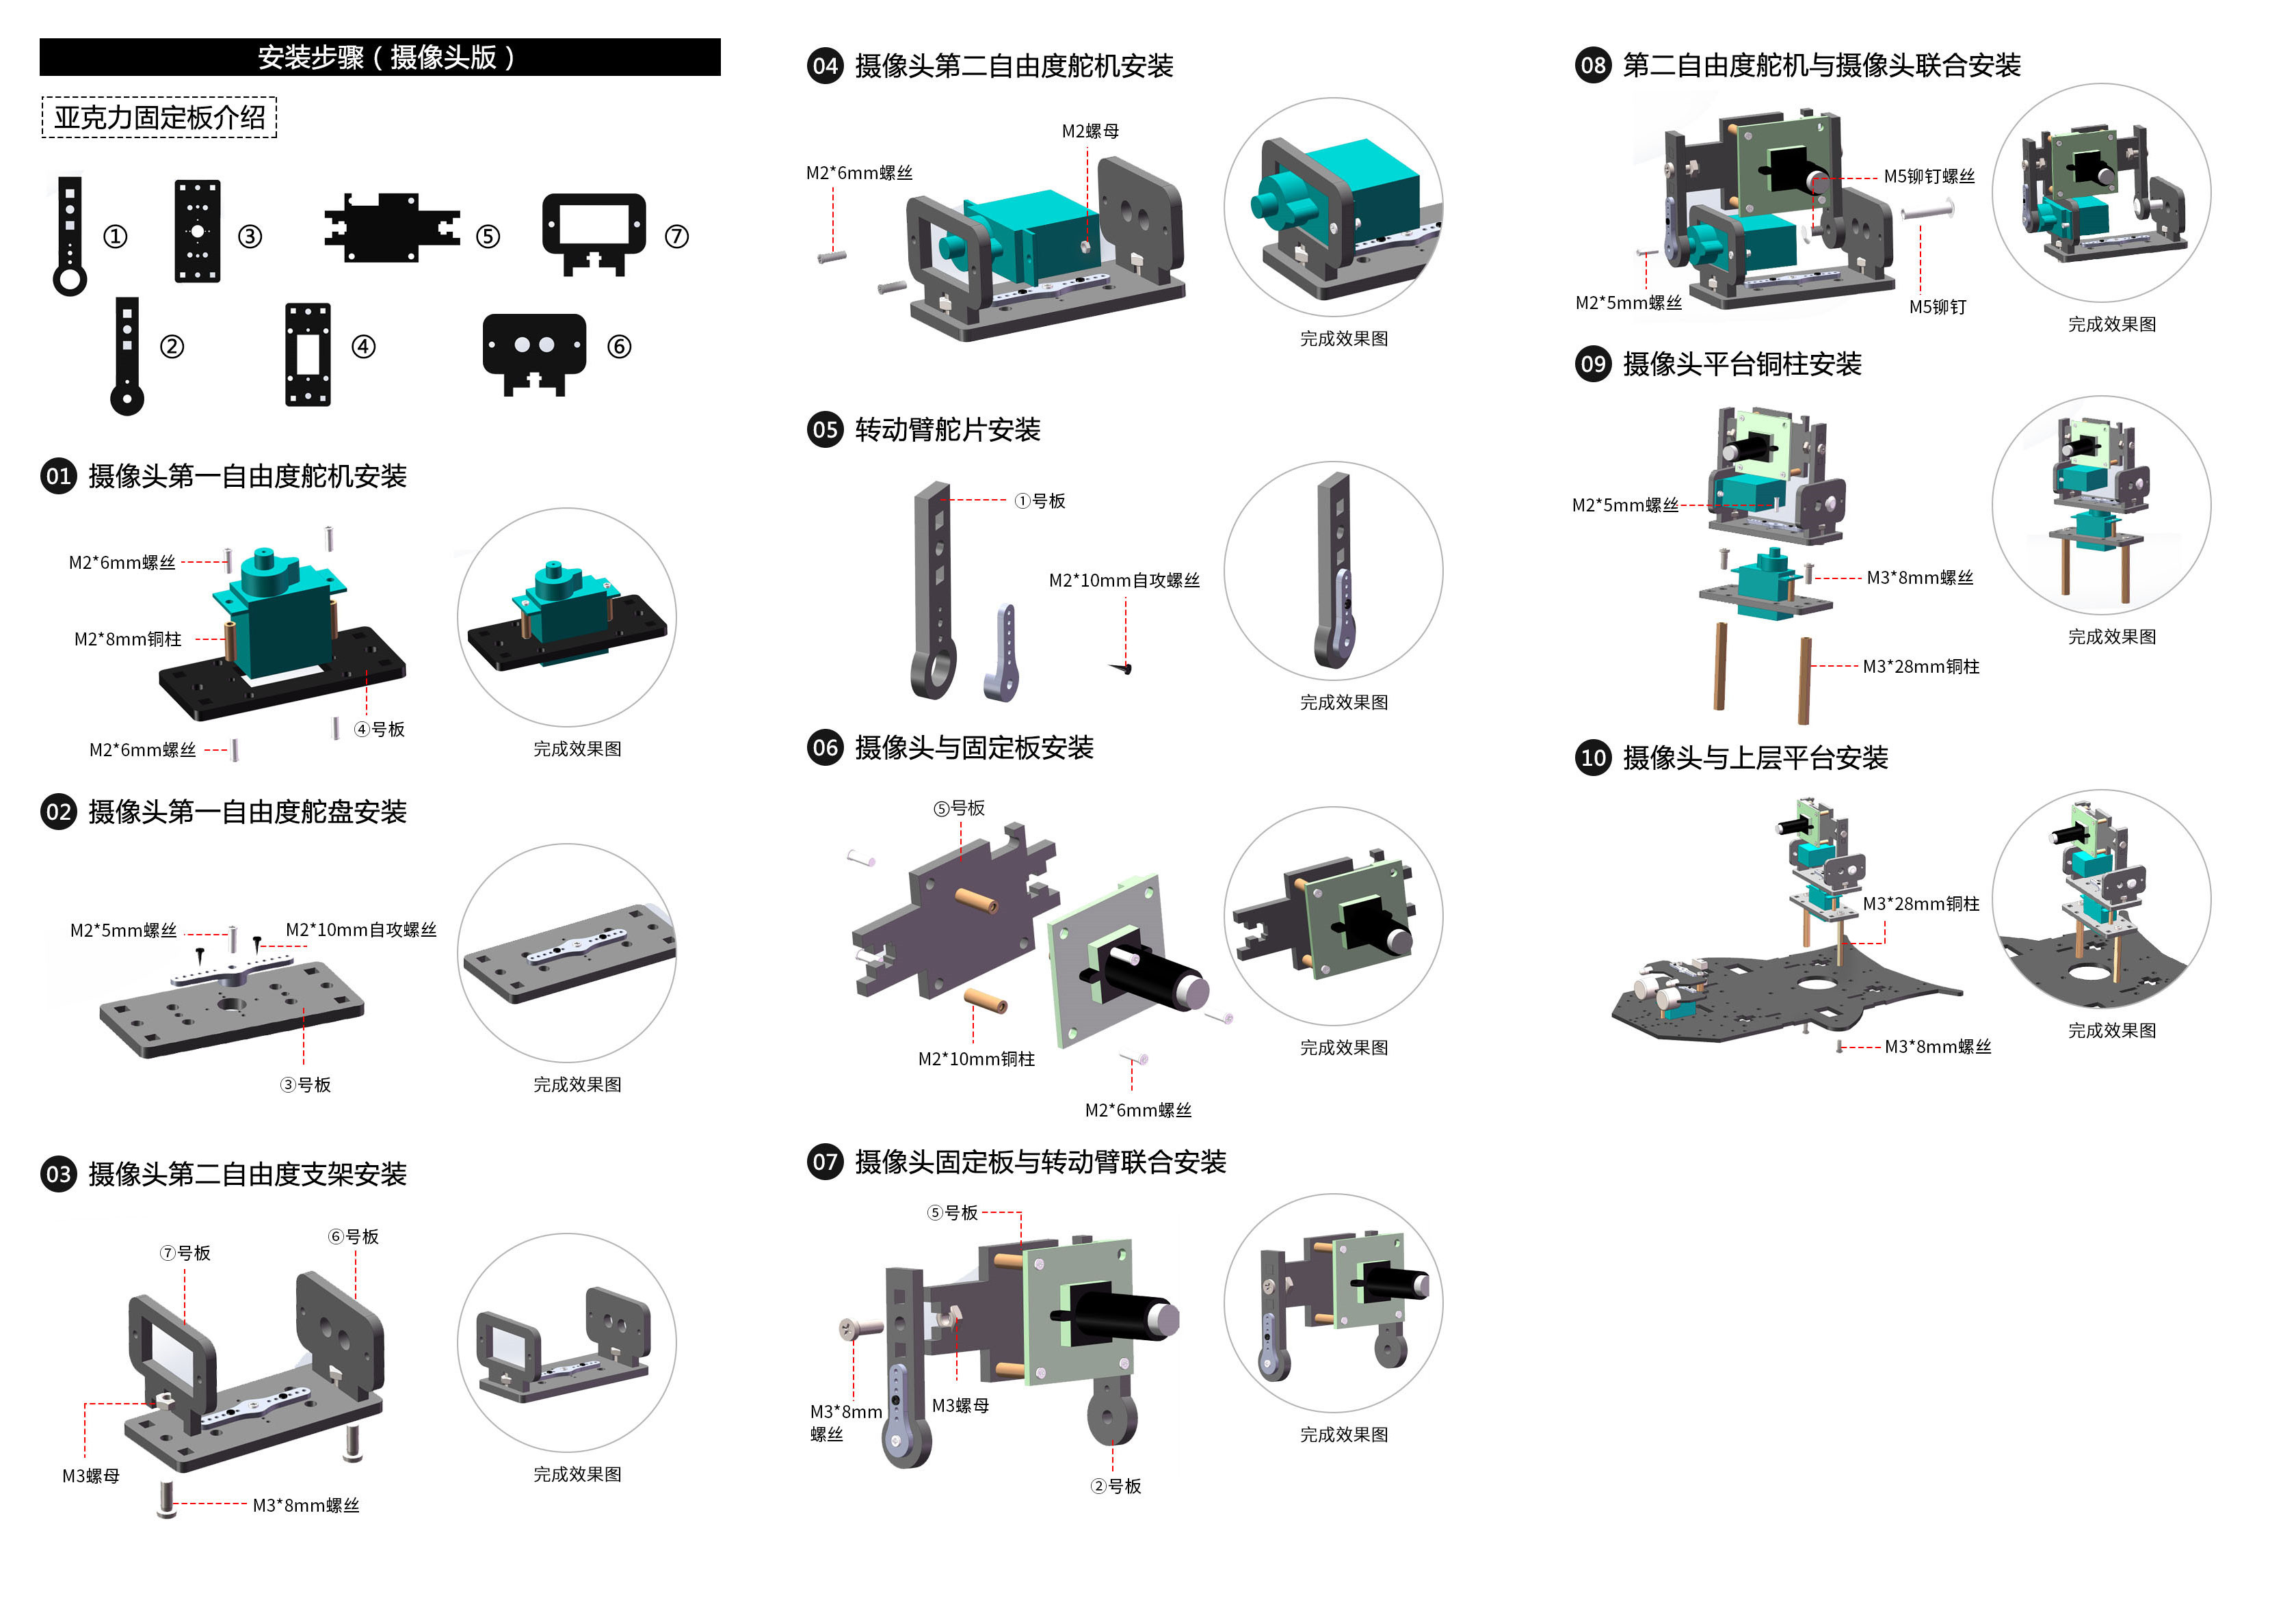 安装步骤（摄像头版）
亚克力固定板介绍
①
③
⑤
⑦
②
④
⑥
01 摄像头第一自由度舵机安装
M2*6mm螺丝
M2*8mm铜柱
④号板
M2*6mm螺丝
完成效果图
02 摄像头第一自由度舵盘安装
M2*5mm螺丝
M2*10mm自攻螺丝
③号板
完成效果图
03 摄像头第二自由度支架安装
⑥号板
⑦号板
M3螺母
M3*8mm螺丝
完成效果图
04 摄像头第二自由度舵机安装
M2螺母
M2*6mm螺丝
完成效果图
05 转动臂舵片安装
①号板
M2*10mm自攻螺丝
完成效果图
06 摄像头与固定板安装
⑤号板
M2*10mm铜柱
M2*6mm螺丝
完成效果图
07 摄像头固定板与转动臂联合安装
⑤号板
M3*8mm
螺丝
M3螺母
②号板
完成效果图
08 第二自由度舵机与摄像头联合安装
M5铆钉螺丝
M2*5mm螺丝
M5铆钉
完成效果图
09 摄像头平台铜柱安装
M2*5mm螺丝
M3*8mm螺丝
M3*28mm铜柱
完成效果图
10 摄像头与上层平台安装
M3*28mm铜柱
M3*8mm螺丝
完成效果图